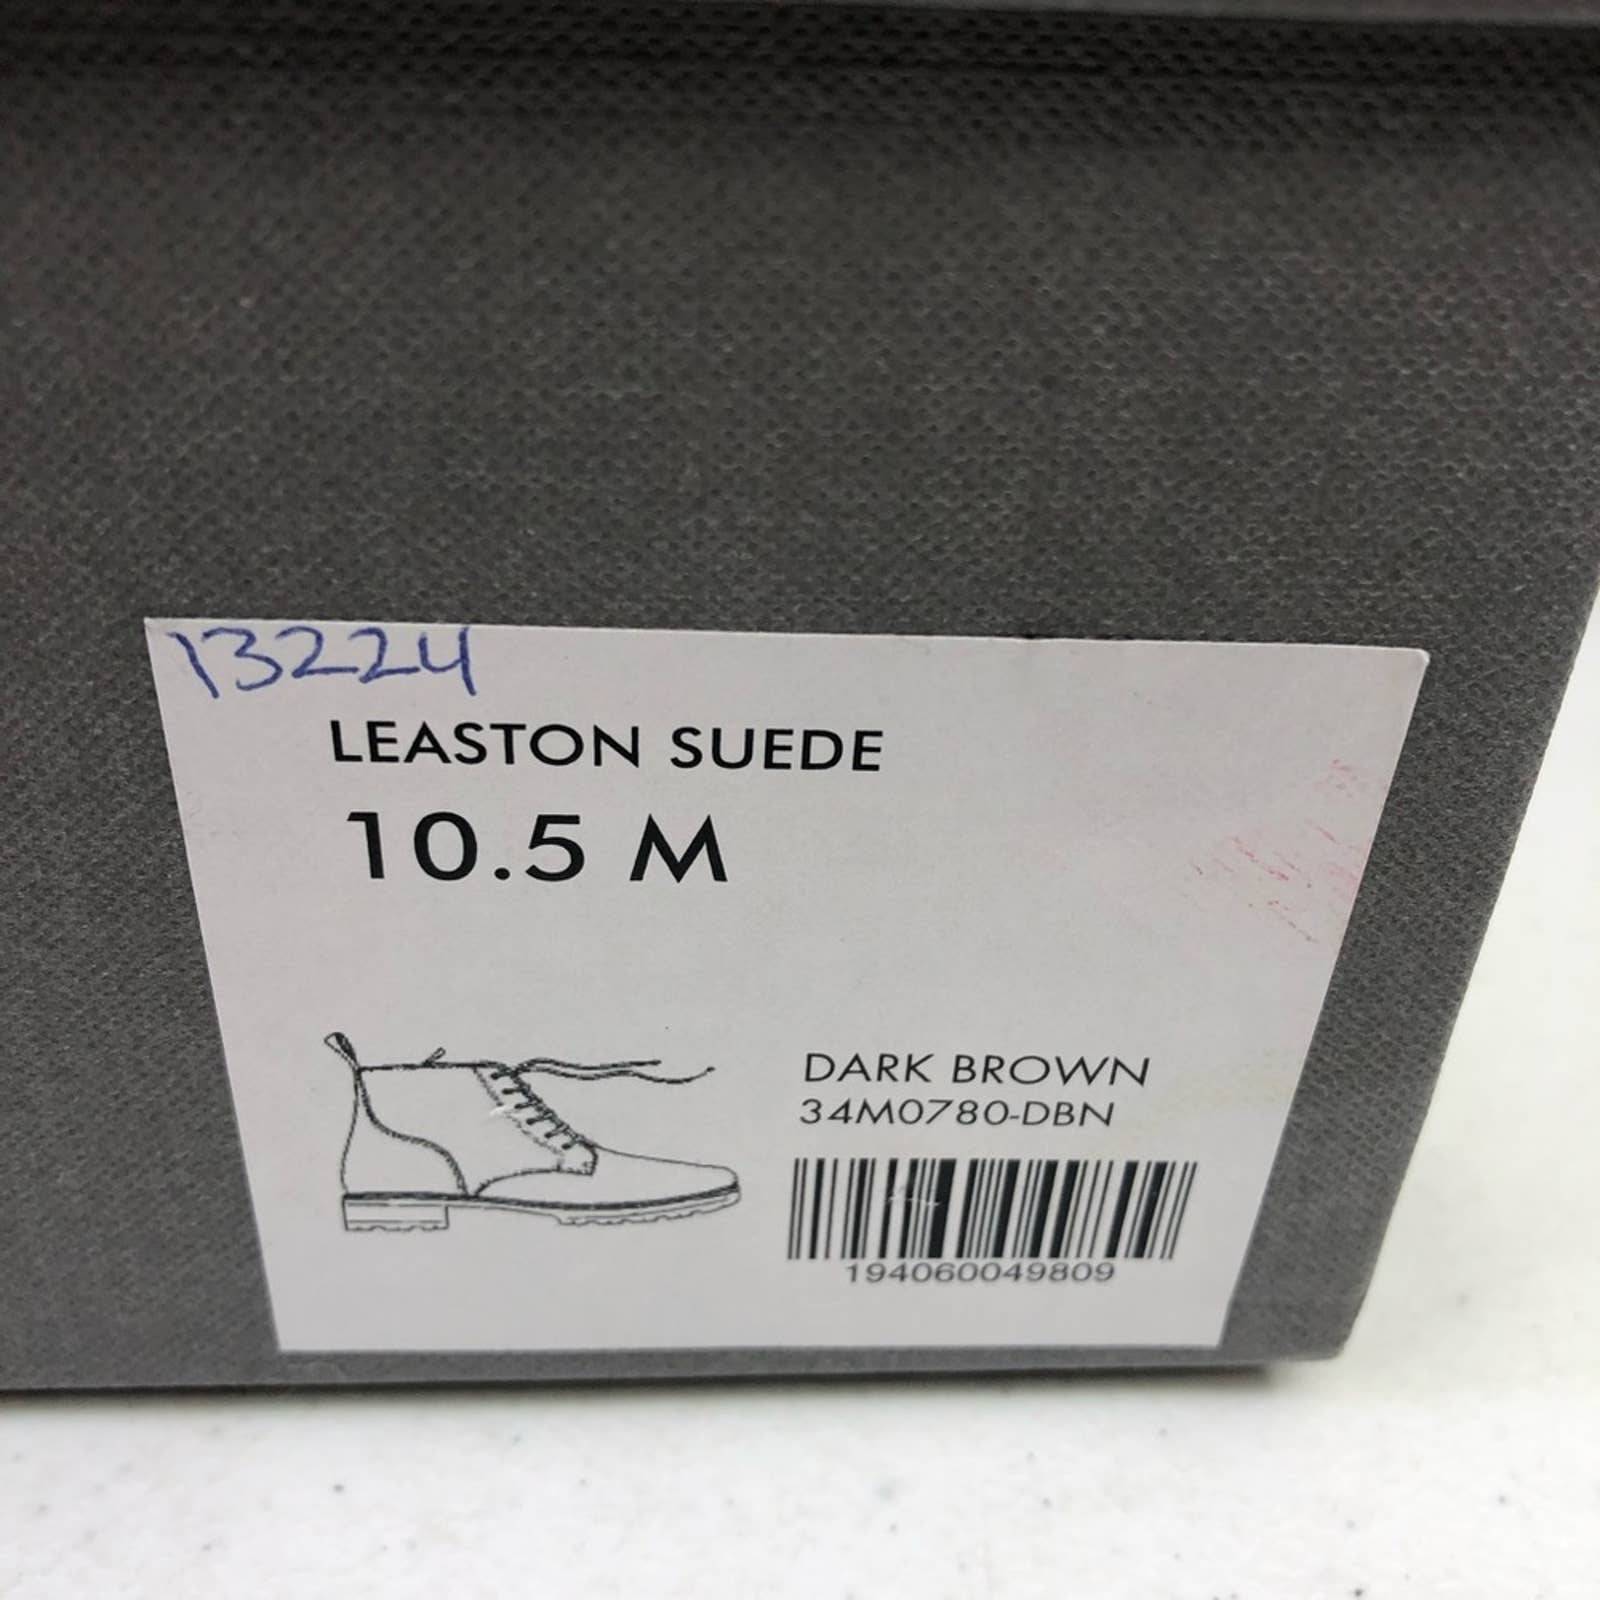 13224
LEASTON SUEDE
10.5 M
DARK BROWN
34M0780-DBN
194060049809